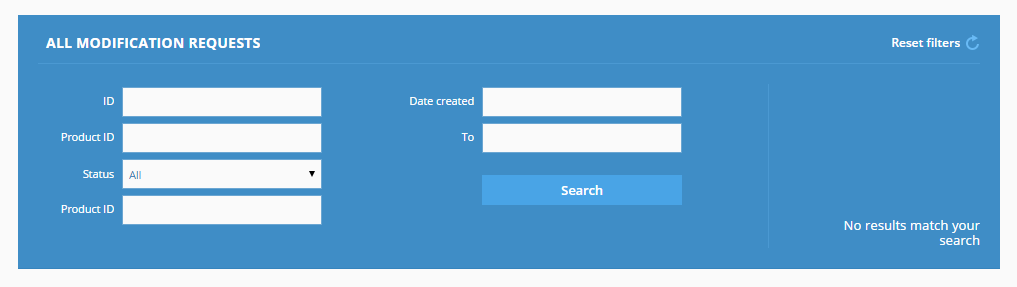 ALL MODIFICATION REQUESTS
Reset filters
ID
Product ID
Status
All
Product ID
Date created
To
Search
No results match your
search